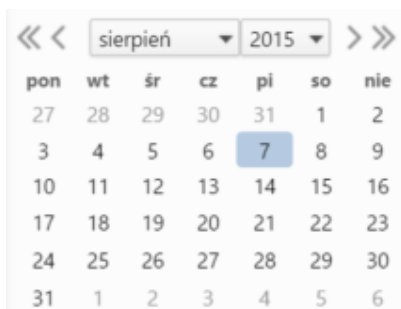 sierpień 2015
pon wt śr cz pi so nie
27 28 29 30 31 1 2
3 4 5 6 7 8 9
10 11 12 13 14 15 16
17 18 19 20 21 22 23
24 25 26 27 28 29 30
31 1 2 3 4 5 6